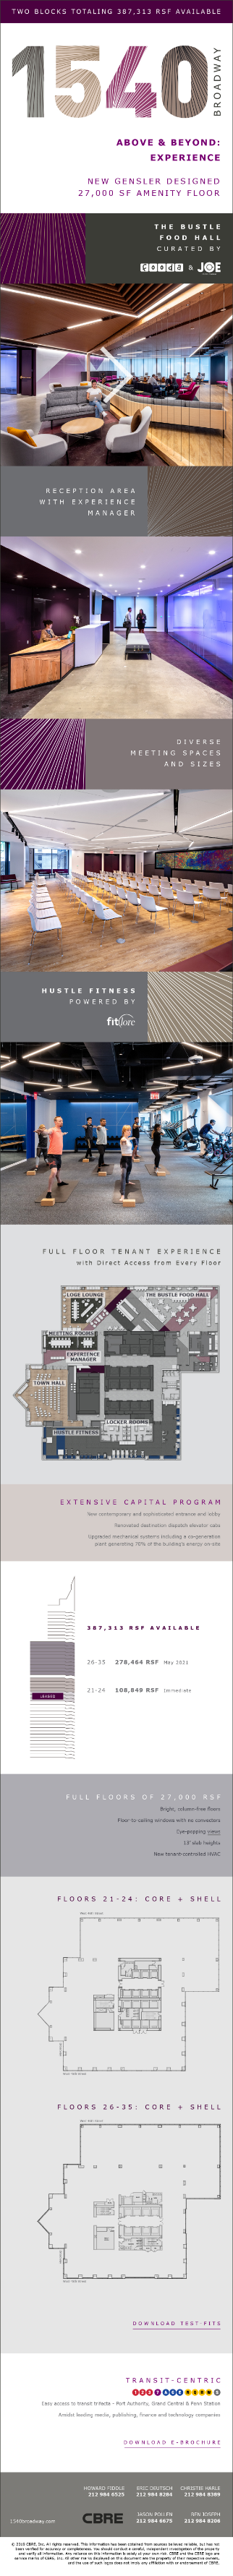 TWO BLOCKS TOTALING 387,313 RSF AVAILABLE
1540
BROADWAY
ABOVE & BEYOND:
EXPERIENCE
NEW GENSLER DESIGNED
27,000 SF AMENITY FLOOR
THE BUSTLE
FOOD HALL
CURATED BY
fooda & JOE
RECEPTION AREA
WITH EXPERIENCE
MANAGER
DIVERSE
MEETING SPACES
AND SIZES
HUSTLE FITNESS
POWERED BY
fitlore
FULL FLOOR TENANT EXPERIENCE
with Direct Access from Every Floor
LOGE LOUNGE
THE BUSTLE FOOD HALL
MEETING ROOMS
EXPERIENCE
MANAGER
TOWN HALL
LOCKER ROOMS
HUSTLE FITNESS
EXTENSIVE CAPITAL PROGRAM
New contemporary and sophisticated entrance and lobby
Renovated destination dispatch elevator cabs
Upgraded mechanical systems including a co-generation
plant generating 70% of the building's energy on-site
387,313 RSF AVAILABLE
26-35 278,464 RSF May 2021
21-24 108,849 RSF Immediate
LEASED
FULL FLOORS OF 27,000 RSF
Bright, column-free floors
Floor-to-ceiling windows with no convectors
Eye-popping views
13' slab heights
New tenant-controlled HVAC
FLOORS 21-24: CORE + SHELL
FLOORS 26-35: CORE + SHELL
DOWNLOAD TEST-FITS
TRANSIT-CENTRIC
1 2 3 7 A C E B N Q R W S
Easy access to transit trifecta - Port Authority, Grand Central & Penn Station
Amidst leading media, publishing, finance and technology companies
DOWNLOAD E-BROCHURE
HOWARD FIDDLE ERIC DEUTSCH CHRISTIE HARLE
212 984 6525 212 984 8284 212 984 8389
1540broadway.com
CBRE
JASON POLLEN BEN JOSEPH
212 984 6675 212 984 8206
© 2019 CBRE, Inc. All rights reserved. This information has been obtained from sources believed reliable, but has not
been verified for accuracy or completeness. You should conduct a careful, independent investigation of the property
and verify all information. Any reliance on this information is solely at your own risk. CBRE and the CBRE logo are
service marks of CBRE, Inc. All other marks displayed on this document are the property of their respective owners,
and the use of such logos does not imply any affiliation with or endorsement of CBRE.